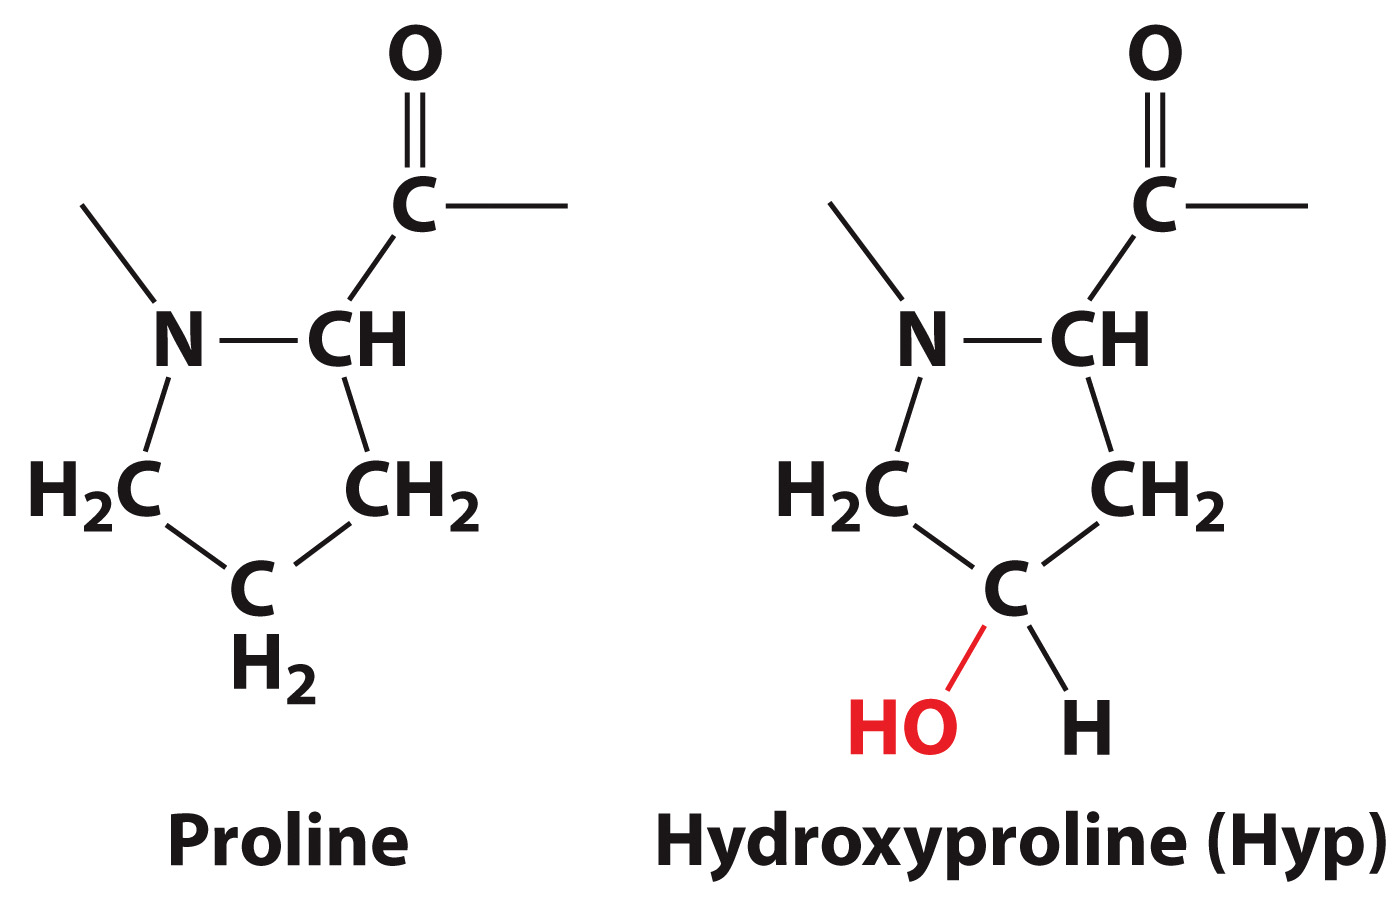 O O
C C
N CH N CH
H₂C CH₂ H₂C CH₂
C C
H₂
HO H
Proline Hydroxyproline (Hyp)